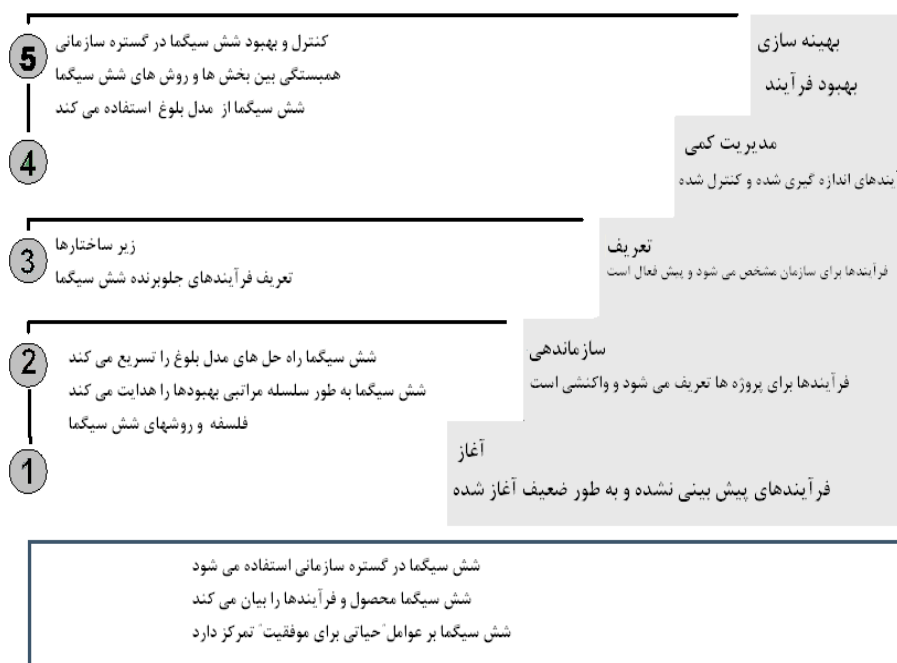 بهینه سازی
بهبود فرآیند
5
کنترل و بهبود شش سیگما در گستره سازمانی
همبستگی بین بخش ها و روش های شش سیگما
شش سیگما از مدل بلوغ استفاده می کند
4
مدیریت کمی
آیندهای اندازه گیری شده و کنترل شده
3
زیر ساختارها
تعریف فرآیندهای جلوبرنده شش سیگما
تعریف
فرآیندها برای سازمان مشخص می شود و پیش فعال است
2
شش سیگما راه حل های مدل بلوغ را تسریع می کند
شش سیگما به طور سلسله مراتبی بهبودها را هدایت می کند
فلسفه و روشهای شش سیگما
سازماندهی
فرآیندها برای پروژه ها تعریف می شود و واکنشی است
1
آغاز
فرآیندهای پیش بینی نشده و به طور ضعیف آغاز شده
شش سیگما در گستره سازمانی استفاده می شود
شش سیگما محصول و فرآیندها را بیان می کند
شش سیگما بر عوامل"حیاتی برای موفقیت" تمرکز دارد